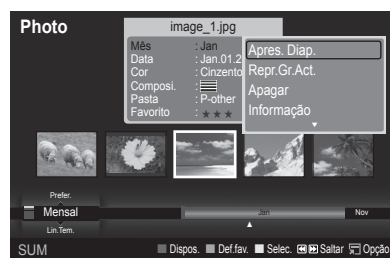 Photo
image_1.jpg
Mês : Jan
Data : Jan.01.2
Cor : Cinzento
Composi. :
Pasta : P-other
Favorito : ★ ★ ★
Apres. Diap.
Repr.Gr.Act.
Apagar
Informação
Prefer.
Mensal
Lin.Tem.
Jan
Nov
SUM
Dispos. Def.fav. Selec. Saltar Opção